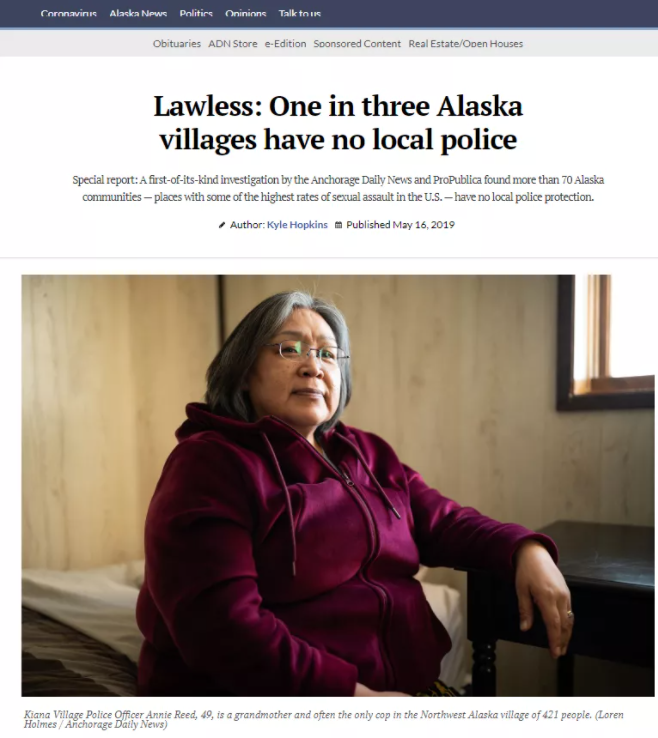 Coronavirus Alaska News Politics Opinions Talk to us
Obituaries ADN Store e-Edition Sponsored Content Real Estate/Open Houses
Lawless: One in three Alaska
villages have no local police
Special report: A first-of-its-kind investigation by the Anchorage Daily News and ProPublica found more than 70 Alaska
communities — places with some of the highest rates of sexual assault in the U.S. — have no local police protection.
Author: Kyle Hopkins Published May 16, 2019
Kiana Village Police Officer Annie Reed, 49, is a grandmother and often the only cop in the Northwest Alaska village of 421 people. (Loren
Holmes / Anchorage Daily News)